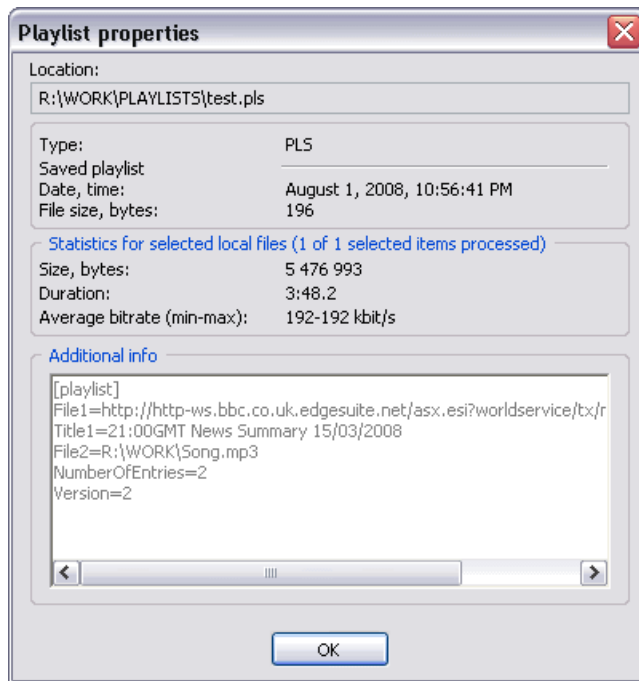 Playlist properties
Location:
R:\WORK\PLAYLISTS\test.pls
Type: PLS
Saved playlist
Date, time: August 1, 2008, 10:56:41 PM
File size, bytes: 196
Statistics for selected local files (1 of 1 selected items processed)
Size, bytes: 5 476 993
Duration: 3:48.2
Average bitrate (min-max): 192-192 kbit/s
Additional info
[playlist]
File1=http://http-ws.bbc.co.uk.edgesuite.net/asx.esi?worldservice/tx/r
Title1=21:00GMT News Summary 15/03/2008
File2=R:\WORK\Song.mp3
NumberOfEntries=2
Version=2
OK